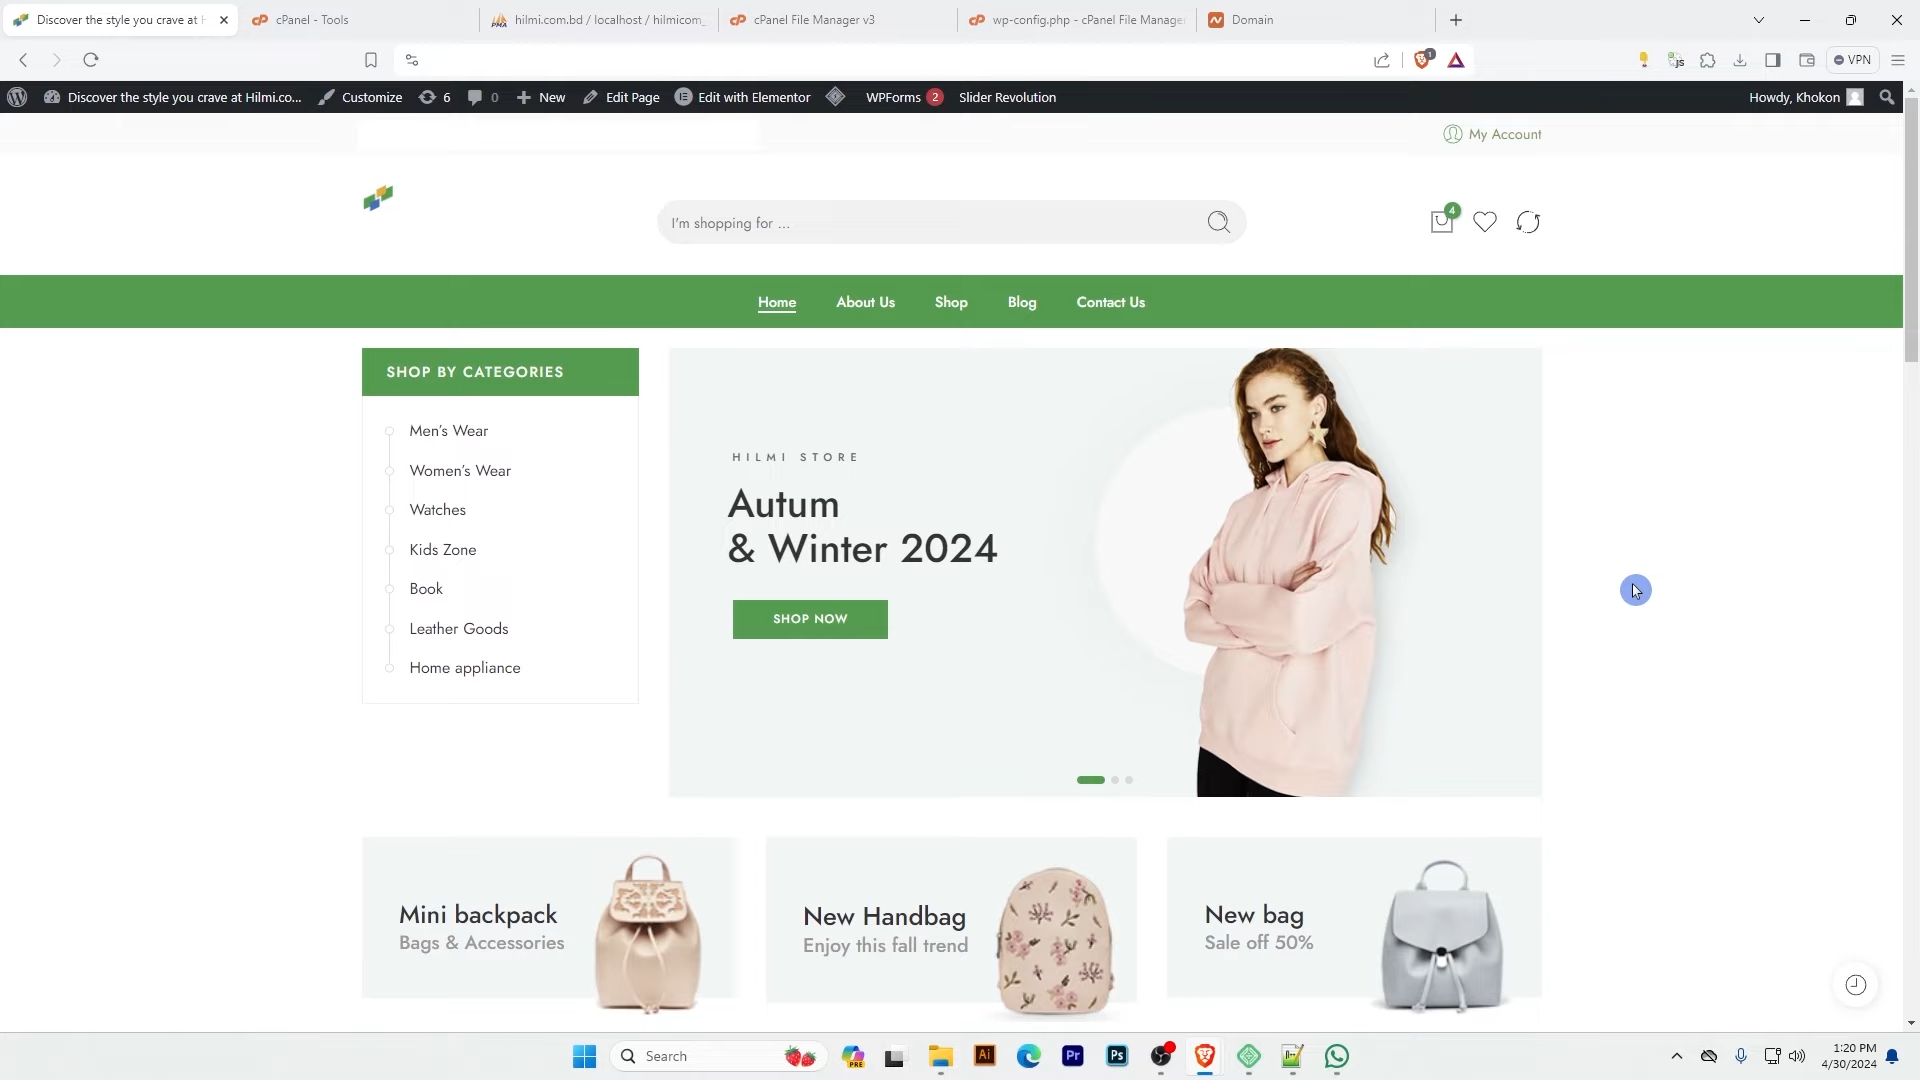 Discover the style you crave at H
cPanel - Tools
hilmi.com.bd / localhost / hilmicom_
cPanel File Manager v3
wp-config.php - cPanel File Manager
Domain
1
VPN
Discover the style you crave at Hilmi.co...
Customize
6
0
New
Edit Page
Edit with Elementor
WPForms 2
Slider Revolution
Howdy, Khokon
My Account
I'm shopping for ...
4
Home
About Us
Shop
Blog
Contact Us
SHOP BY CATEGORIES
Men's Wear
Women's Wear
Watches
Kids Zone
Book
Leather Goods
Home appliance
HILMI STORE
Autum
& Winter 2024
SHOP NOW
Mini backpack
Bags & Accessories
New Handbag
Enjoy this fall trend
New bag
Sale off 50%
Search
1:20 PM
4/30/2024